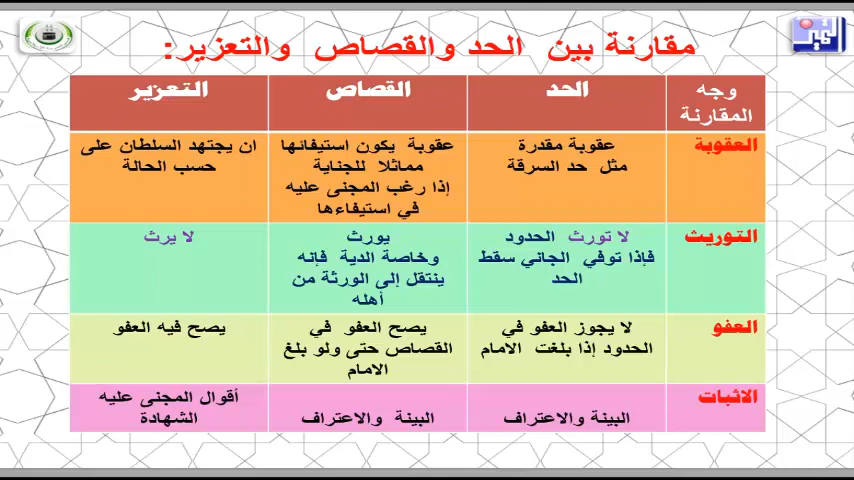 التميز
مقارنة بين الحد والقصاص والتعزير:
وجه
المقارنة
الحد
القصاص
التعزير
العقوبة
عقوبة مقدرة
مثل حد السرقة
عقوبة يكون استيفائها
مماثلا للجناية
إذا رغب المجنى عليه
في استيفاءها
ان يجتهد السلطان على
حسب الحالة
التوريث
لا تورث الحدود
فإذا توفي الجاني سقط
الحد
يورث
وخاصة الدية فإنه
ينتقل إلى الورثة من
أهله
لا يرث
العفو
لا يجوز العفو في
الحدود إذا بلغت الامام
يصح العفو في
القصاص حتى ولو بلغ
الامام
يصح فيه العفو
الاثبات
البينة والاعتراف
البينة والاعتراف
أقوال المجنى عليه
الشهادة